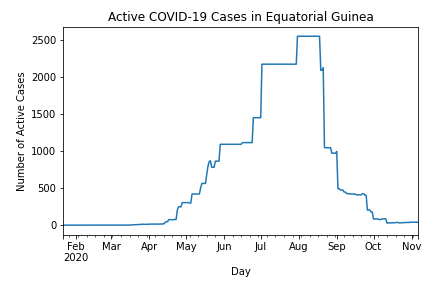 Active COVID-19 Cases in Equatorial Guinea
Number of Active Cases
2500
2000
1500
1000
500
0
Feb Mar Apr May Jun Jul Aug Sep Oct Nov
2020
Day